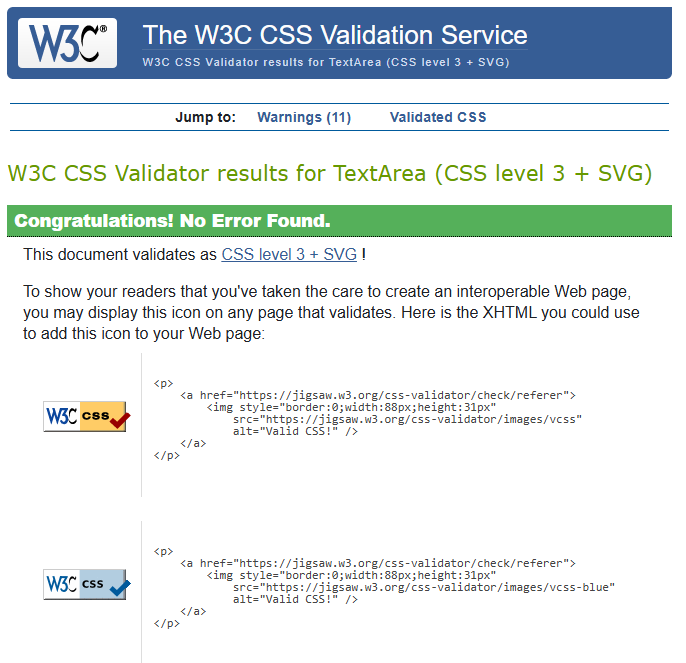 W3C®
The W3C CSS Validation Service
W3C CSS Validator results for TextArea (CSS level 3 + SVG)
Jump to: Warnings (11) Validated CSS
W3C CSS Validator results for TextArea (CSS level 3 + SVG)
Congratulations! No Error Found.
This document validates as CSS level 3 + SVG !
To show your readers that you've taken the care to create an interoperable Web page,
you may display this icon on any page that validates. Here is the XHTML you could use
to add this icon to your Web page:
W3C css
<p>
    <a href="https://jigsaw.w3.org/css-validator/check/referer">
        <img style="border:0;width:88px;height:31px"
            src="https://jigsaw.w3.org/css-validator/images/vcss"
            alt="Valid CSS!" />
    </a>
</p>
W3C css
<p>
    <a href="https://jigsaw.w3.org/css-validator/check/referer">
        <img style="border:0;width:88px;height:31px"
            src="https://jigsaw.w3.org/css-validator/images/vcss-blue"
            alt="Valid CSS!" />
    </a>
</p>